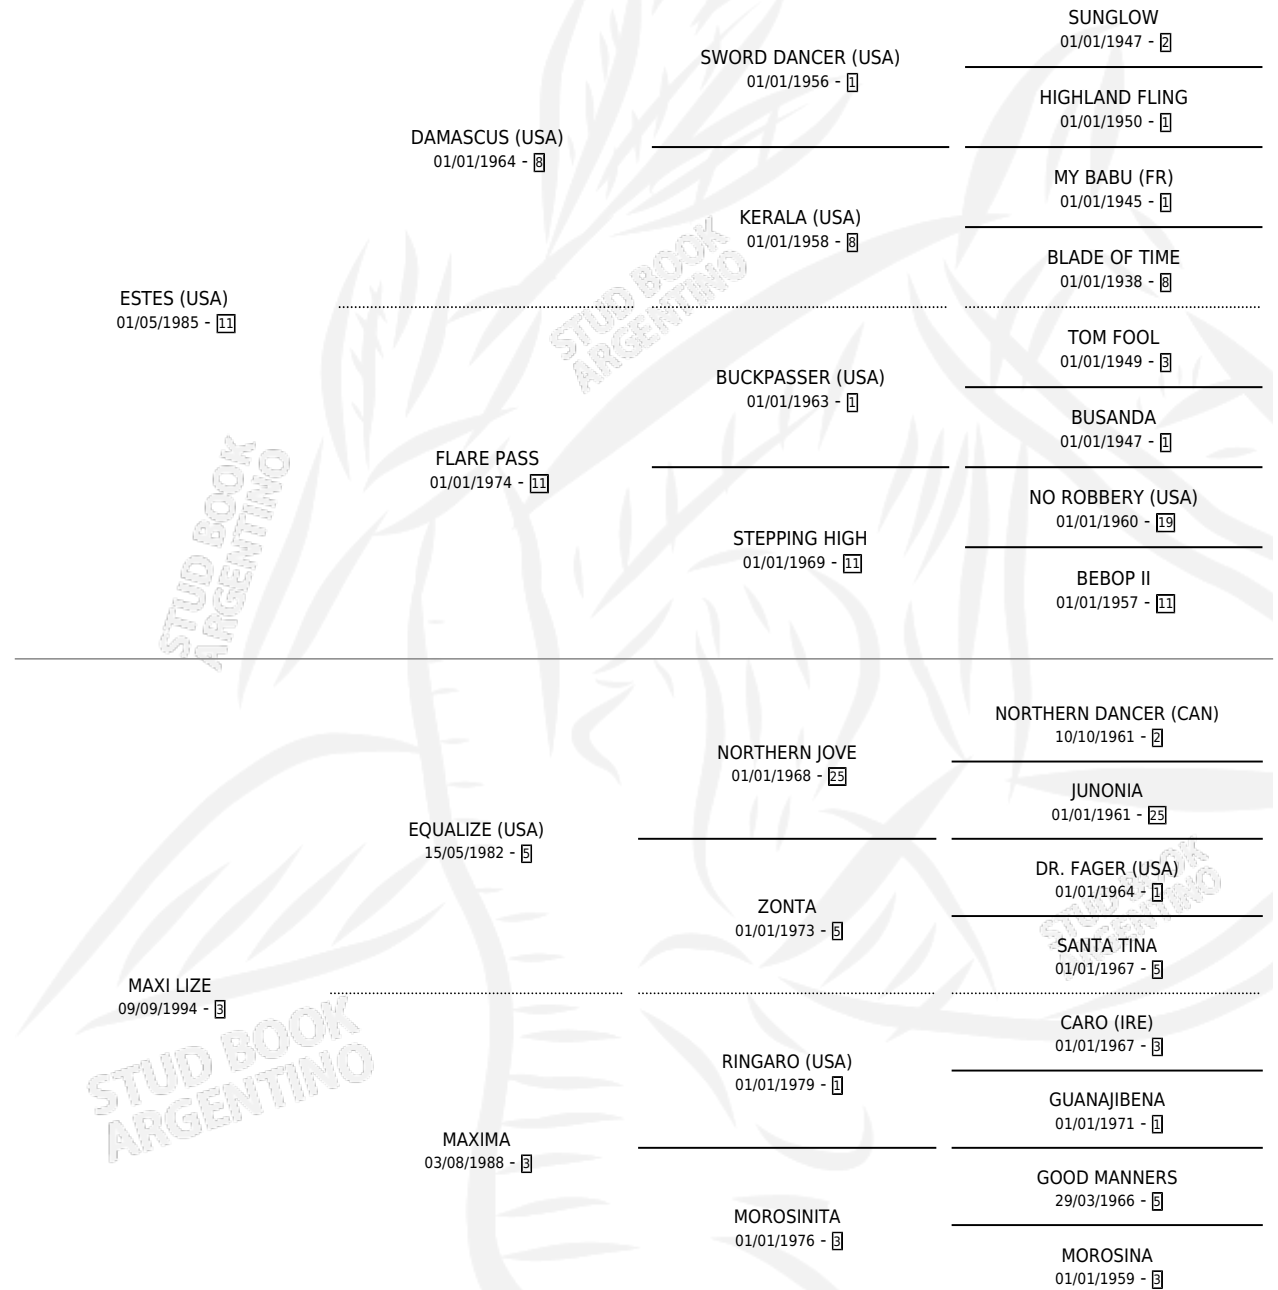 SUNGLOW
01/01/1947 - 2
SWORD DANCER (USA)
01/01/1956 - 1
HIGHLAND FLING
01/01/1950 - 1
DAMASCUS (USA)
01/01/1964 - 8
MY BABU (FR)
01/01/1945 - 1
KERALA (USA)
01/01/1958 - 8
BLADE OF TIME
01/01/1938 - 8
ESTES (USA)
01/05/1985 - 11
TOM FOOL
01/01/1949 - 3
BUCKPASSER (USA)
01/01/1963 - 1
BUSANDA
01/01/1947 - 1
FLARE PASS
01/01/1974 - 11
NO ROBBERY (USA)
01/01/1960 - 19
STEPPING HIGH
01/01/1969 - 11
BEBOP II
01/01/1957 - 11
NORTHERN DANCER (CAN)
10/10/1961 - 2
NORTHERN JOVE
01/01/1968 - 25
JUNONIA
01/01/1961 - 25
EQUALIZE (USA)
15/05/1982 - 5
DR. FAGER (USA)
01/01/1964 - 1
ZONTA
01/01/1973 - 5
SANTA TINA
01/01/1967 - 5
MAXI LIZE
09/09/1994 - 3
CARO (IRE)
01/01/1967 - 3
RINGARO (USA)
01/01/1979 - 1
GUANAJIBENA
01/01/1971 - 1
MAXIMA
03/08/1988 - 3
GOOD MANNERS
29/03/1966 - 5
MOROSINITA
01/01/1976 - 3
MOROSINA
01/01/1959 - 3
STUD BOOK
ARGENTINO
STUD BOOK
ARGENTINO
STUD BOOK
ARGENTINO
STUD BOOK
ARGENTINO